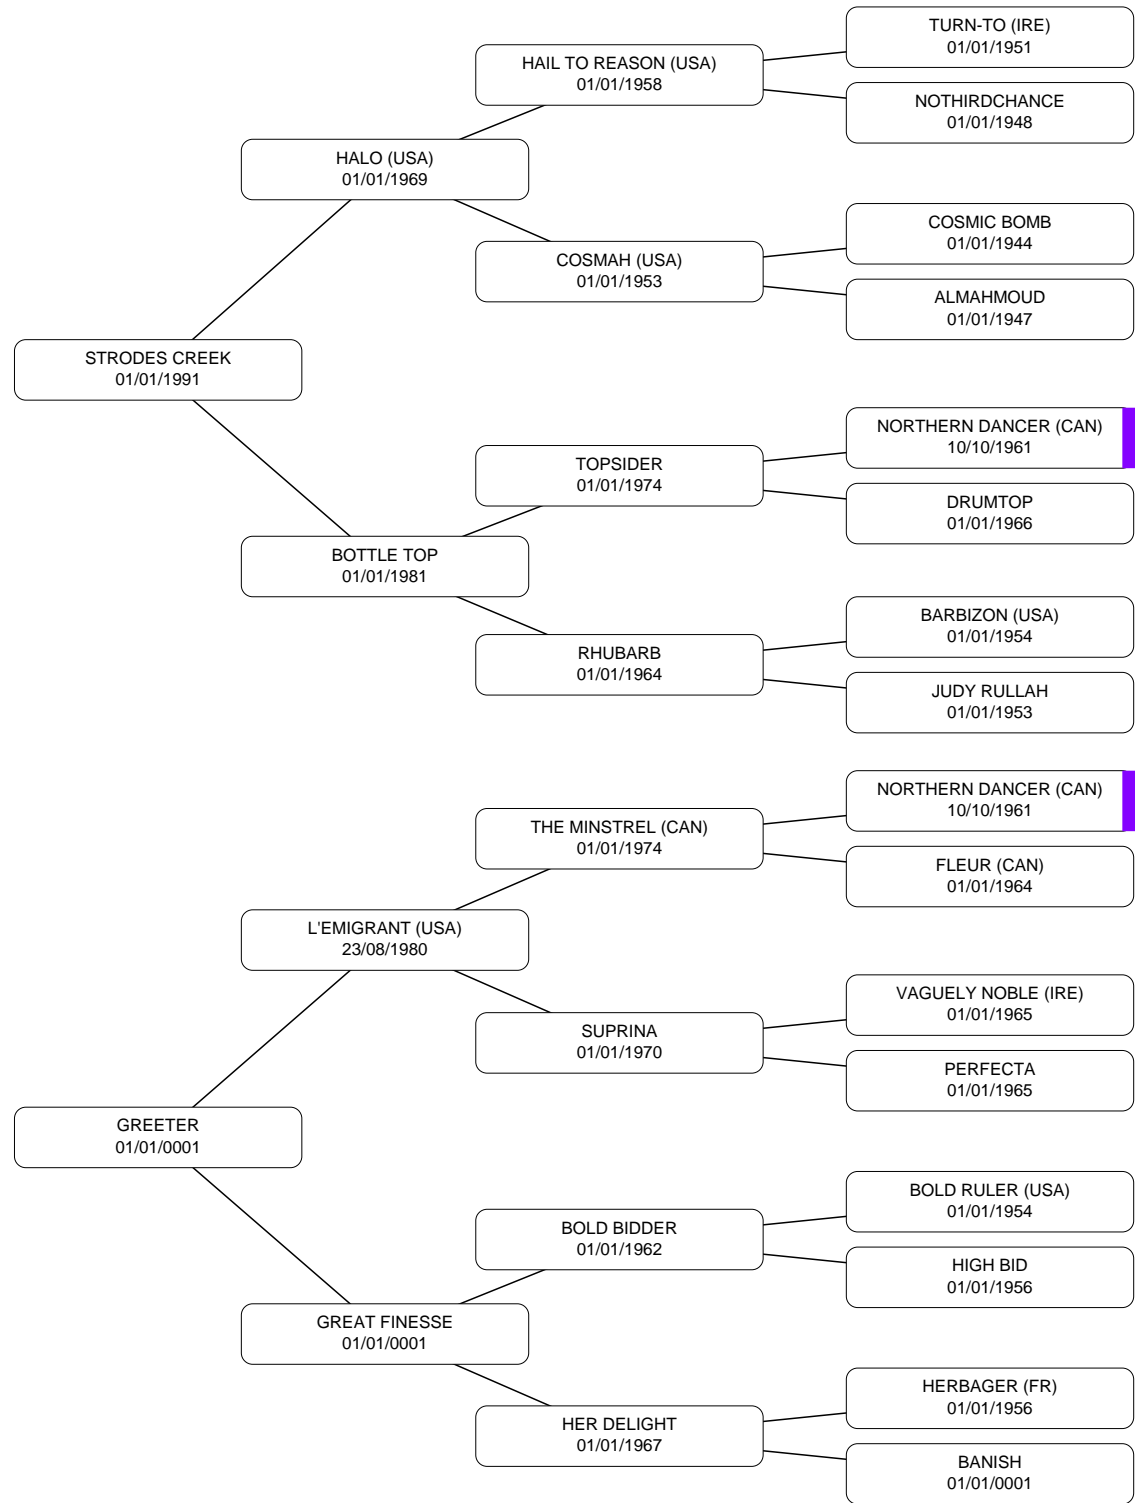 TURN-TO (IRE)
01/01/1951
HAIL TO REASON (USA)
01/01/1958
NOTHIRDCHANCE
01/01/1948
HALO (USA)
01/01/1969
COSMIC BOMB
01/01/1944
COSMAH (USA)
01/01/1953
ALMAHMOUD
01/01/1947
STRODES CREEK
01/01/1991
NORTHERN DANCER (CAN)
10/10/1961
TOPSIDER
01/01/1974
DRUMTOP
01/01/1966
BOTTLE TOP
01/01/1981
BARBIZON (USA)
01/01/1954
RHUBARB
01/01/1964
JUDY RULLAH
01/01/1953
NORTHERN DANCER (CAN)
10/10/1961
THE MINSTREL (CAN)
01/01/1974
FLEUR (CAN)
01/01/1964
L'EMIGRANT (USA)
23/08/1980
VAGUELY NOBLE (IRE)
01/01/1965
SUPRINA
01/01/1970
PERFECTA
01/01/1965
GREETER
01/01/0001
BOLD RULER (USA)
01/01/1954
BOLD BIDDER
01/01/1962
HIGH BID
01/01/1956
GREAT FINESSE
01/01/0001
HERBAGER (FR)
01/01/1956
HER DELIGHT
01/01/1967
BANISH
01/01/0001